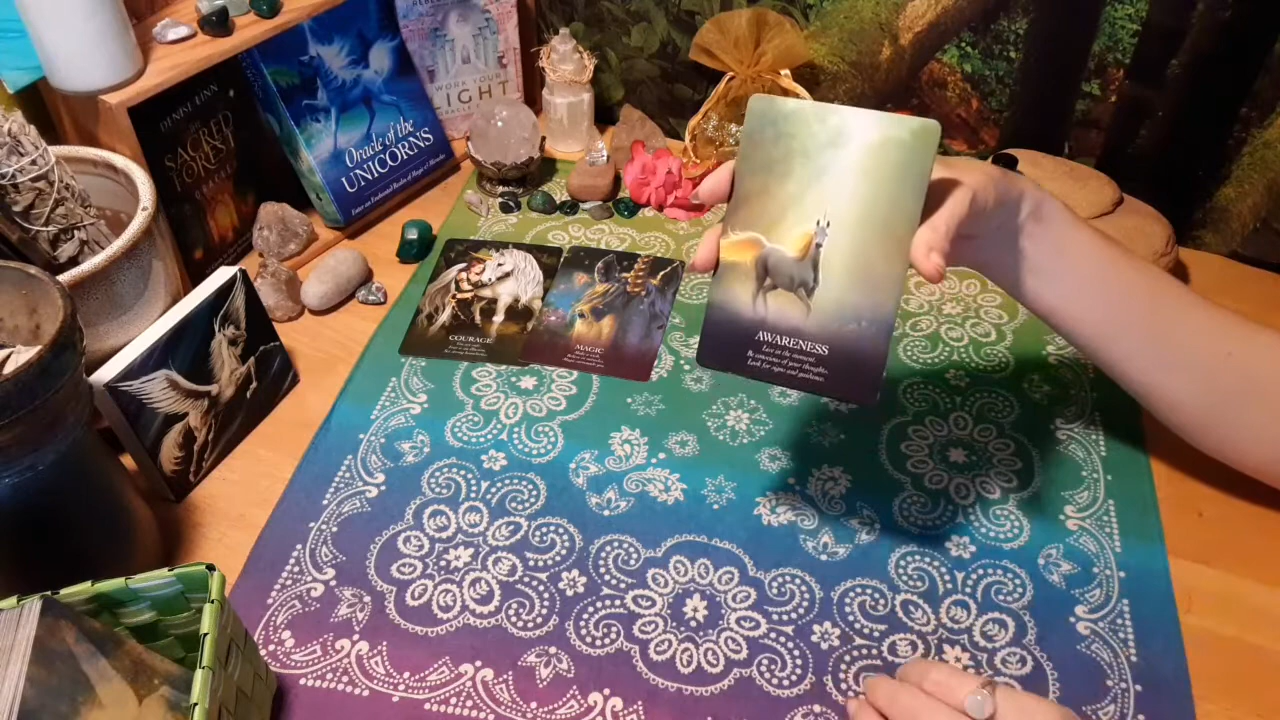 DENISE LINN
SACRED
FOREST
Oracle of the
UNICORNS
Enter an Enchanted Realm of Magic & Miracles
WORK YOUR
LIGHT
COURAGE
MAGIC
AWARENESS
Live in the moment.
Be conscious of your thoughts.
Look for signs and guidance.